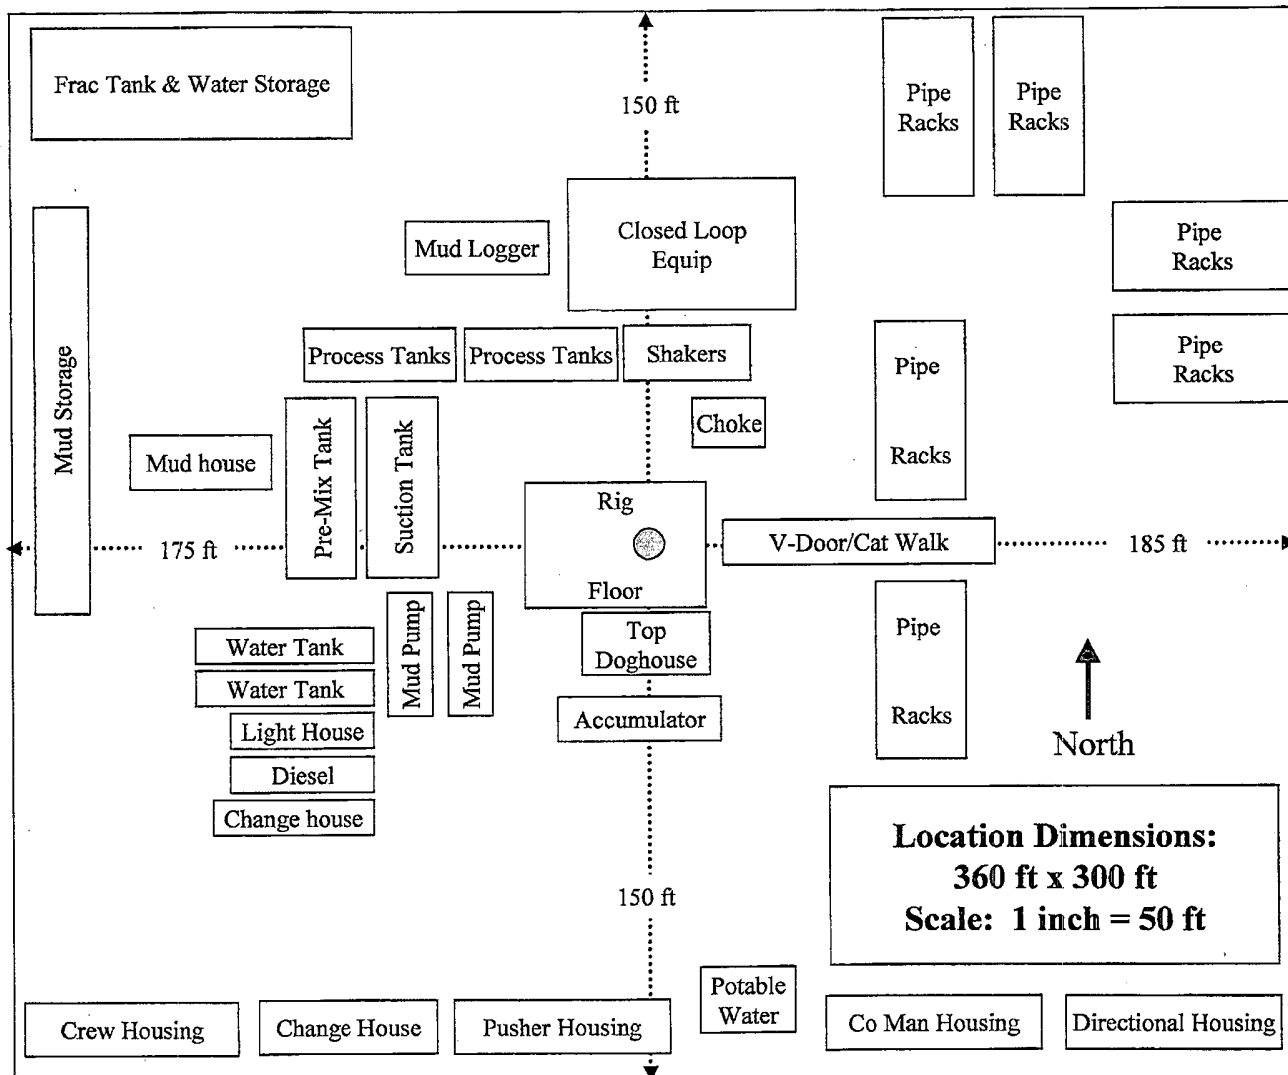 Frac Tank & Water Storage
150 ft
Pipe
Racks
Pipe
Racks
Mud Logger
Closed Loop
Equip
Pipe
Racks
Mud Storage
Process Tanks
Process Tanks
Shakers
Pipe
Racks
Pipe
Racks
Mud house
Pre-Mix Tank
Suction Tank
Choke
Rig
Floor
175 ft
V-Door/Cat Walk
185 ft
Water Tank
Water Tank
Light House
Diesel
Change house
Mud Pump
Mud Pump
Top
Doghouse
Accumulator
Pipe
Racks
North
150 ft
Location Dimensions:
360 ft x 300 ft
Scale: 1 inch = 50 ft
Crew Housing
Change House
Pusher Housing
Potable
Water
Co Man Housing
Directional Housing